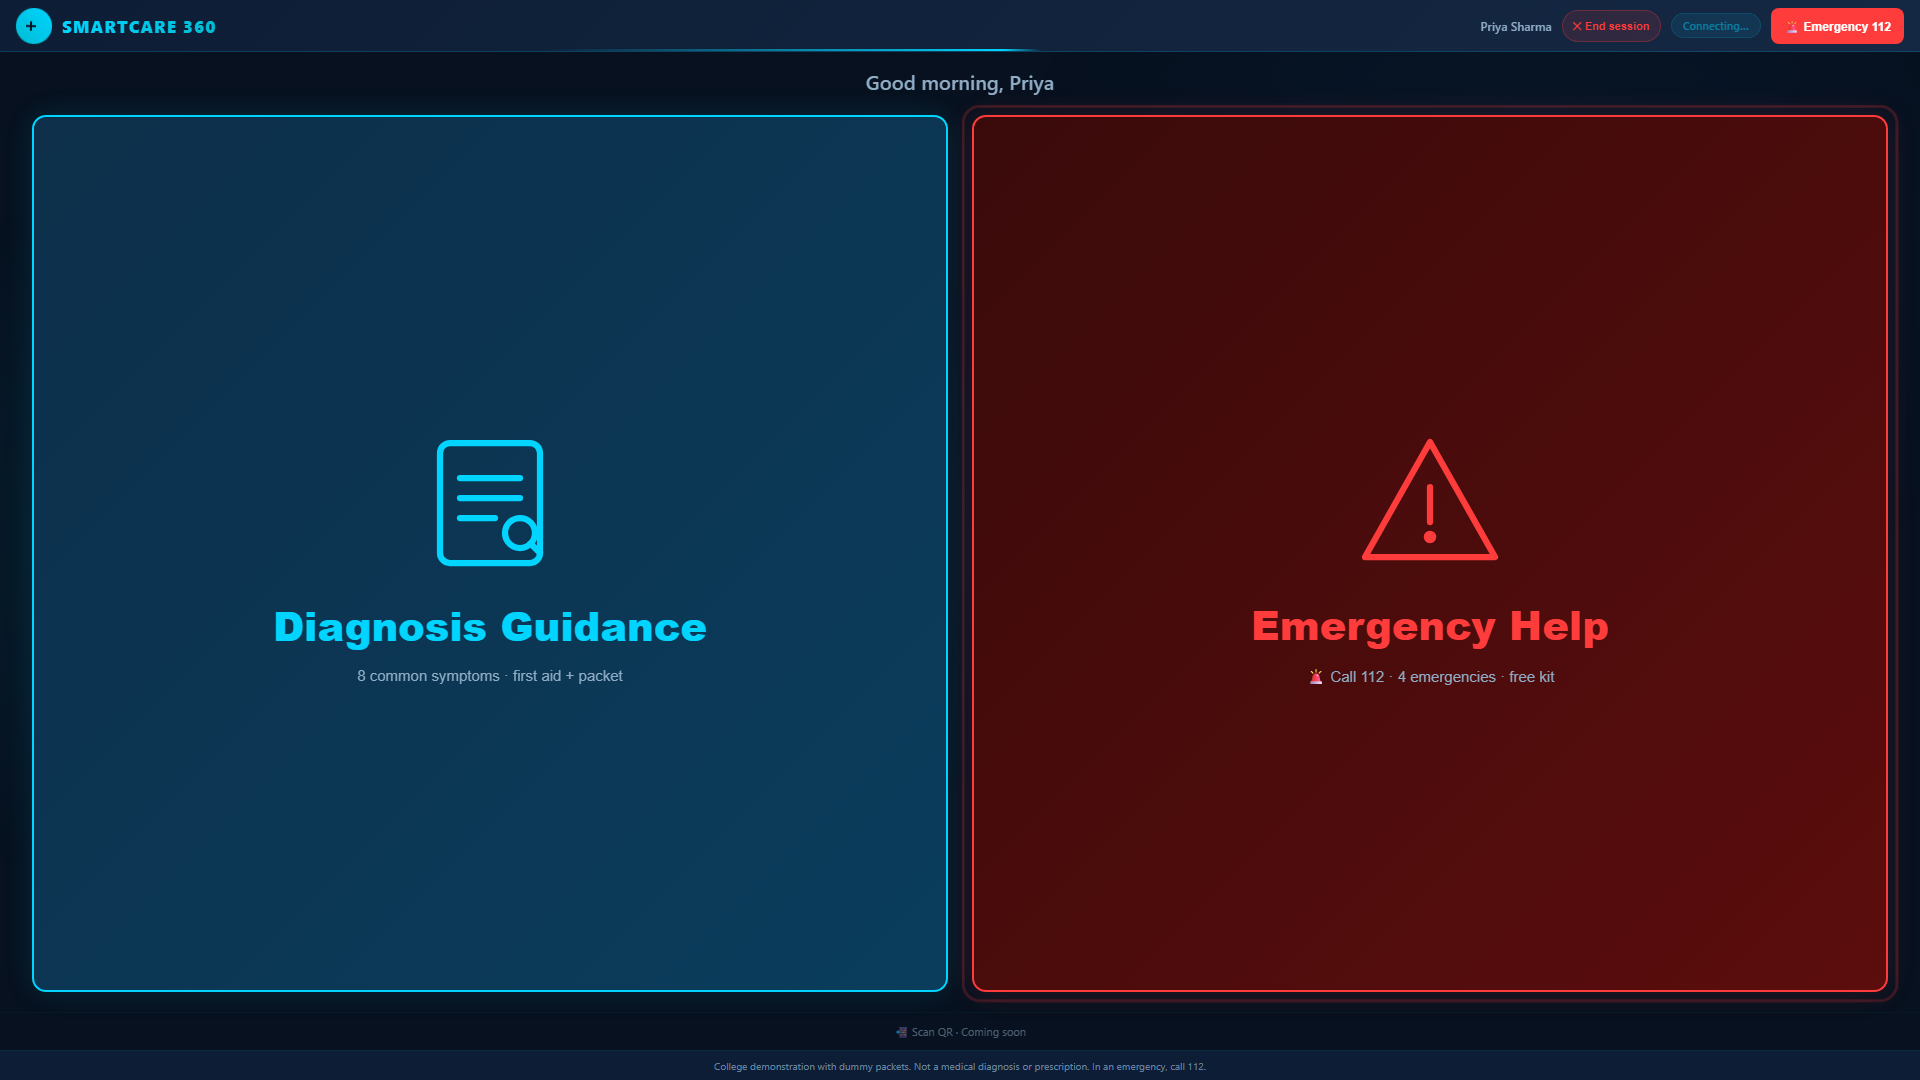 SMARTCARE 360
Priya Sharma
✕ End session
Connecting...
🚨 Emergency 112
Good morning, Priya
Diagnosis Guidance
8 common symptoms · first aid + packet
Emergency Help
🚨 Call 112 · 4 emergencies · free kit
📲 Scan QR · Coming soon
College demonstration with dummy packets. Not a medical diagnosis or prescription. In an emergency, call 112.